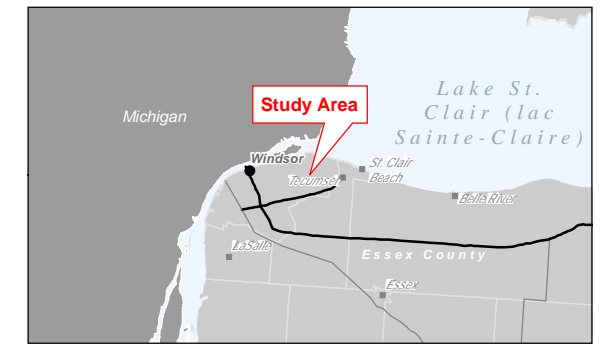 Lake St.
Clair (lac
Sainte-Claire)
Study Area
Michigan
Windsor
St. Clair
Beach
Tecumseh
Belle River
LaSalle
Essex County
Essex